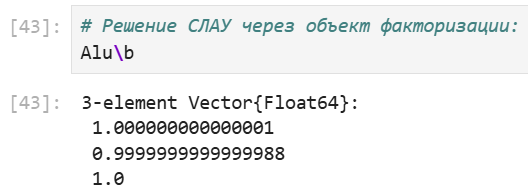 [43]: # Решение СЛАУ через объект факторизации:
Alu\b
[43]: 3-element Vector{Float64}:
1.000000000000001
0.9999999999999988
1.0